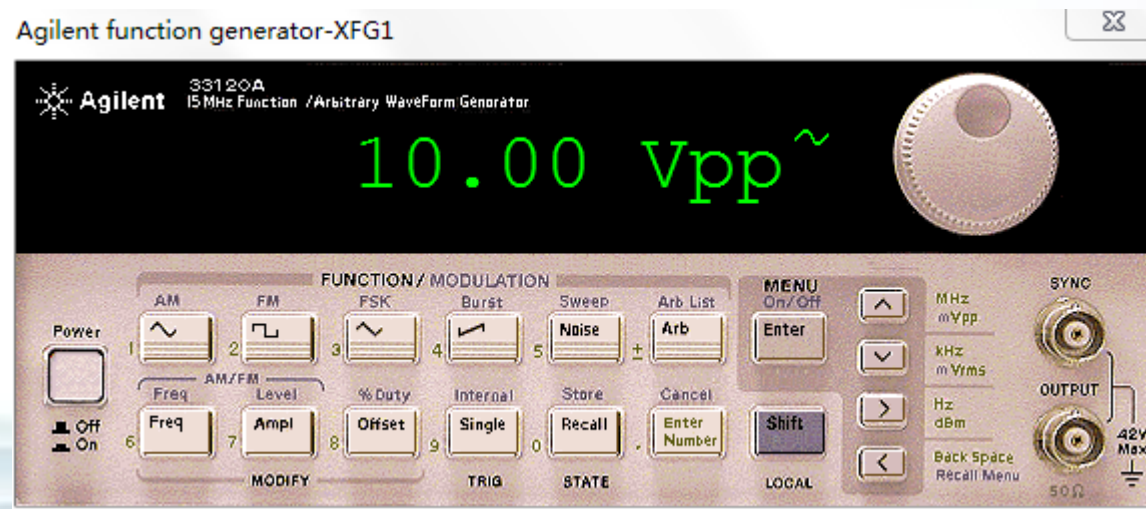 Agilent function generator-XFG1
Agilent
33120A
15 MHz Function /Arbitrary WaveForm Genorator
10.00 Vpp~
FUNCTION/ MODULATION
AM FM FSK Burst Sweep Arb List
MENU
On/Off
SYNC
Power
1 2 3 4 5 Noise ± Arb
Enter
MHz
mVpp
kHz
mVrms
AM/FM
Freq Level % Duty Internal Store Cancel
Off
On
6 Freq 7 Ampl 8 Offset 9 Single 0 Recall . Enter
Number
Shift
Hz
dBm
OUTPUT
42V
Max
Back Space
Recall Menu
MODIFY TRIG STATE LOCAL
50Ω